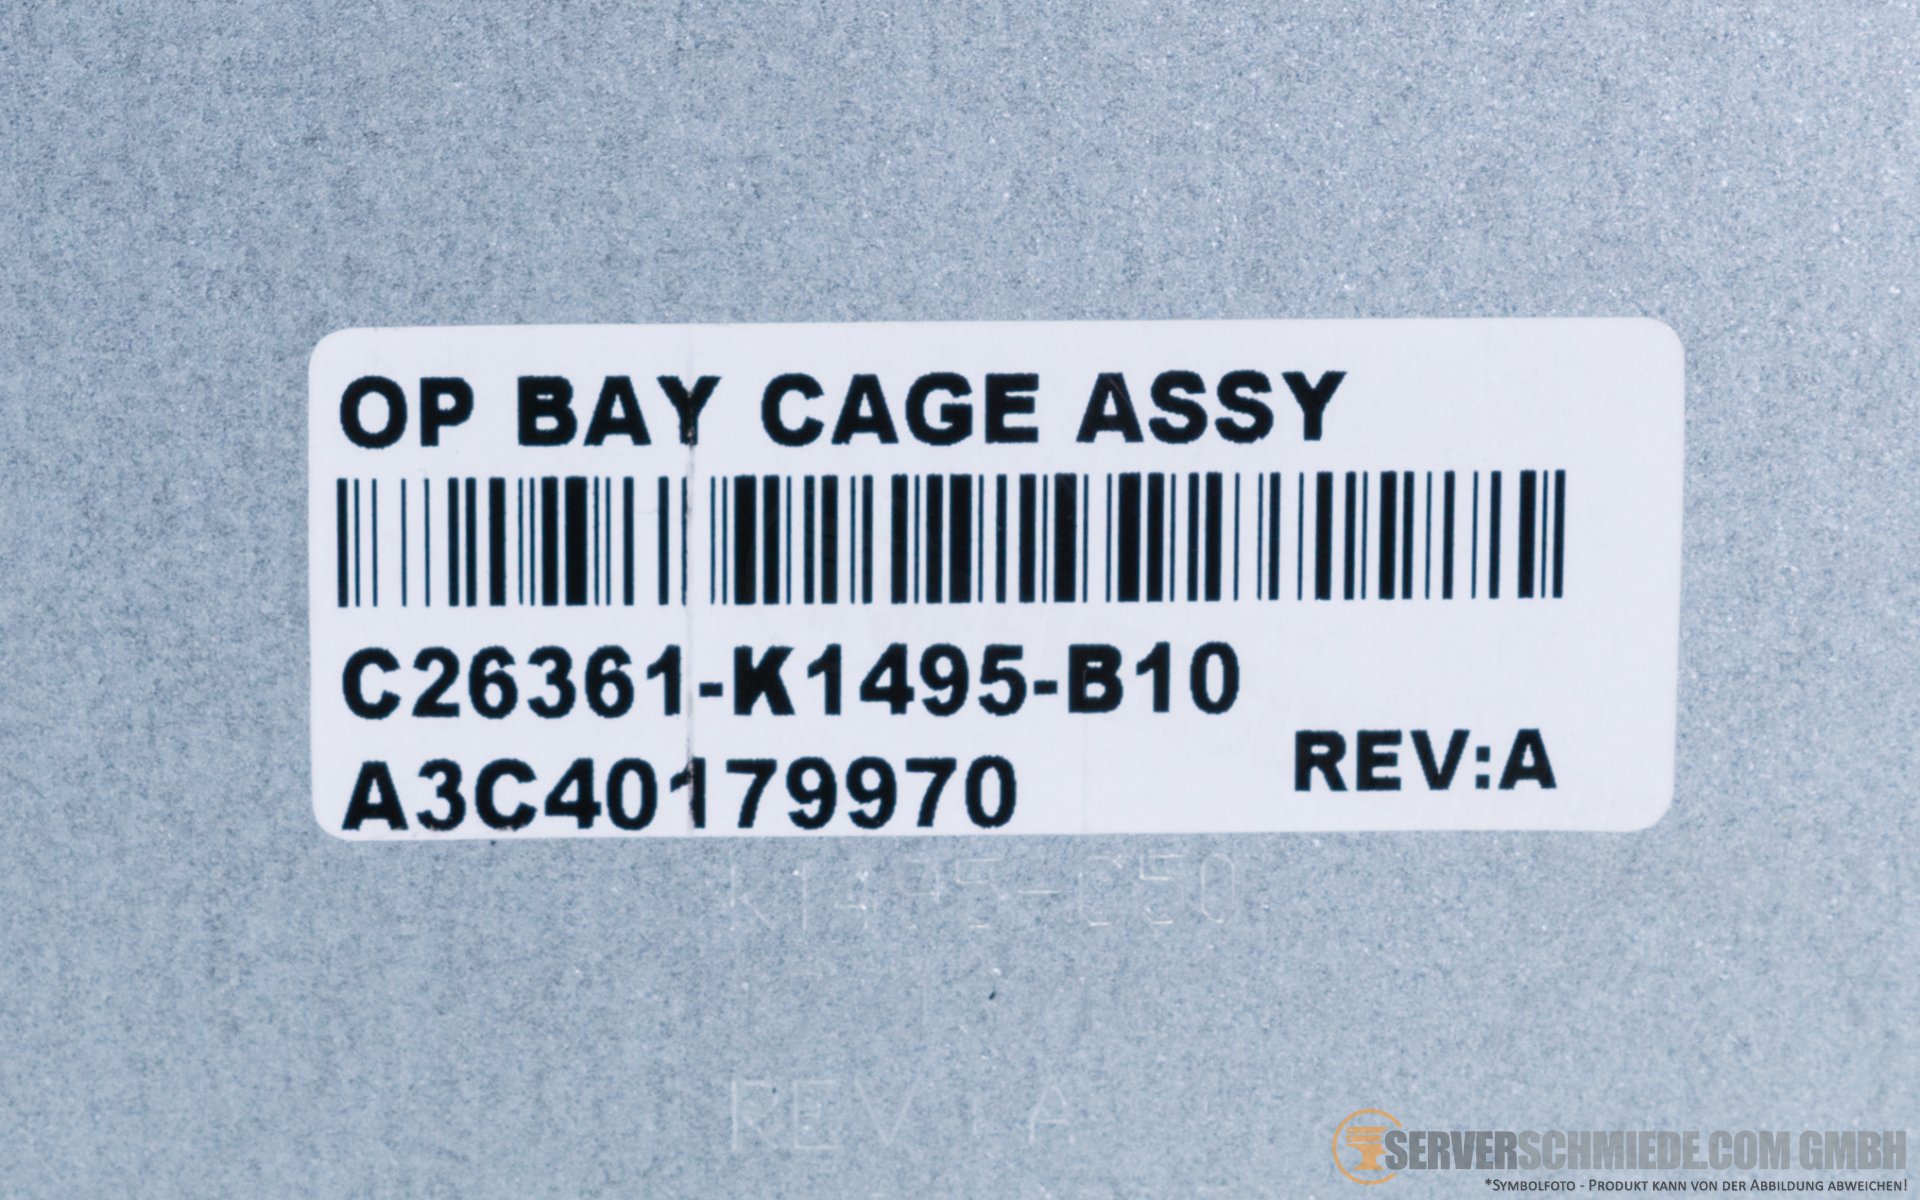 OP BAY CAGE ASSY
C26361-K1495-B10
A3C40179970
REV:A
K1495-C50
REV:A
SERVERSCHMIEDE.COM GMBH
*SYMBOLFOTO - PRODUKT KANN VON DER ABBILDUNG ABWEICHEN!